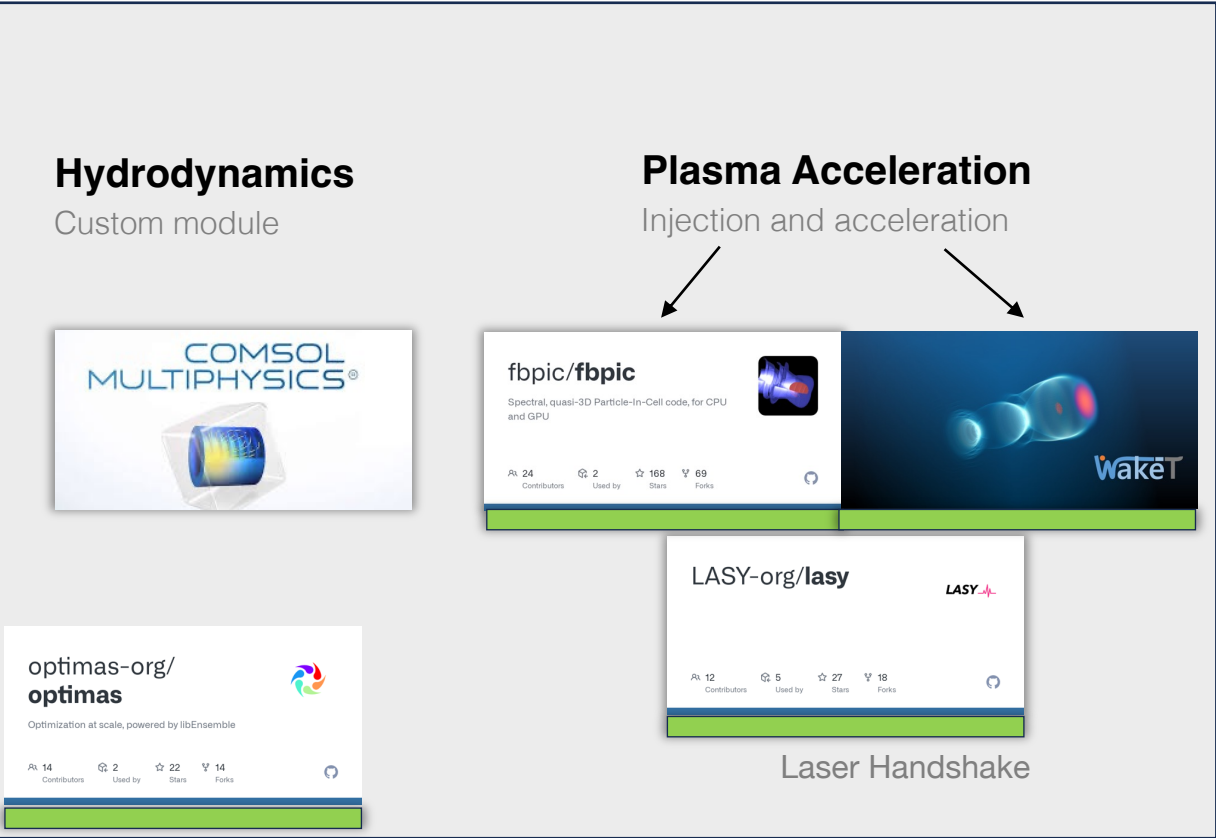 Hydrodynamics
Custom module
Plasma Acceleration
Injection and acceleration
COMSOL
MULTIPHYSICS®
fbpic/fbpic
Spectral, quasi-3D Particle-In-Cell code, for CPU
and GPU
24 2 168 69
Contributors Used by Stars Forks
WakeT
LASY-org/lasy
LASY
12 5 27 18
Contributors Used by Stars Forks
Laser Handshake
optimas-org/
optimas
Optimization at scale, powered by libEnsemble
14 2 22 14
Contributors Used by Stars Forks